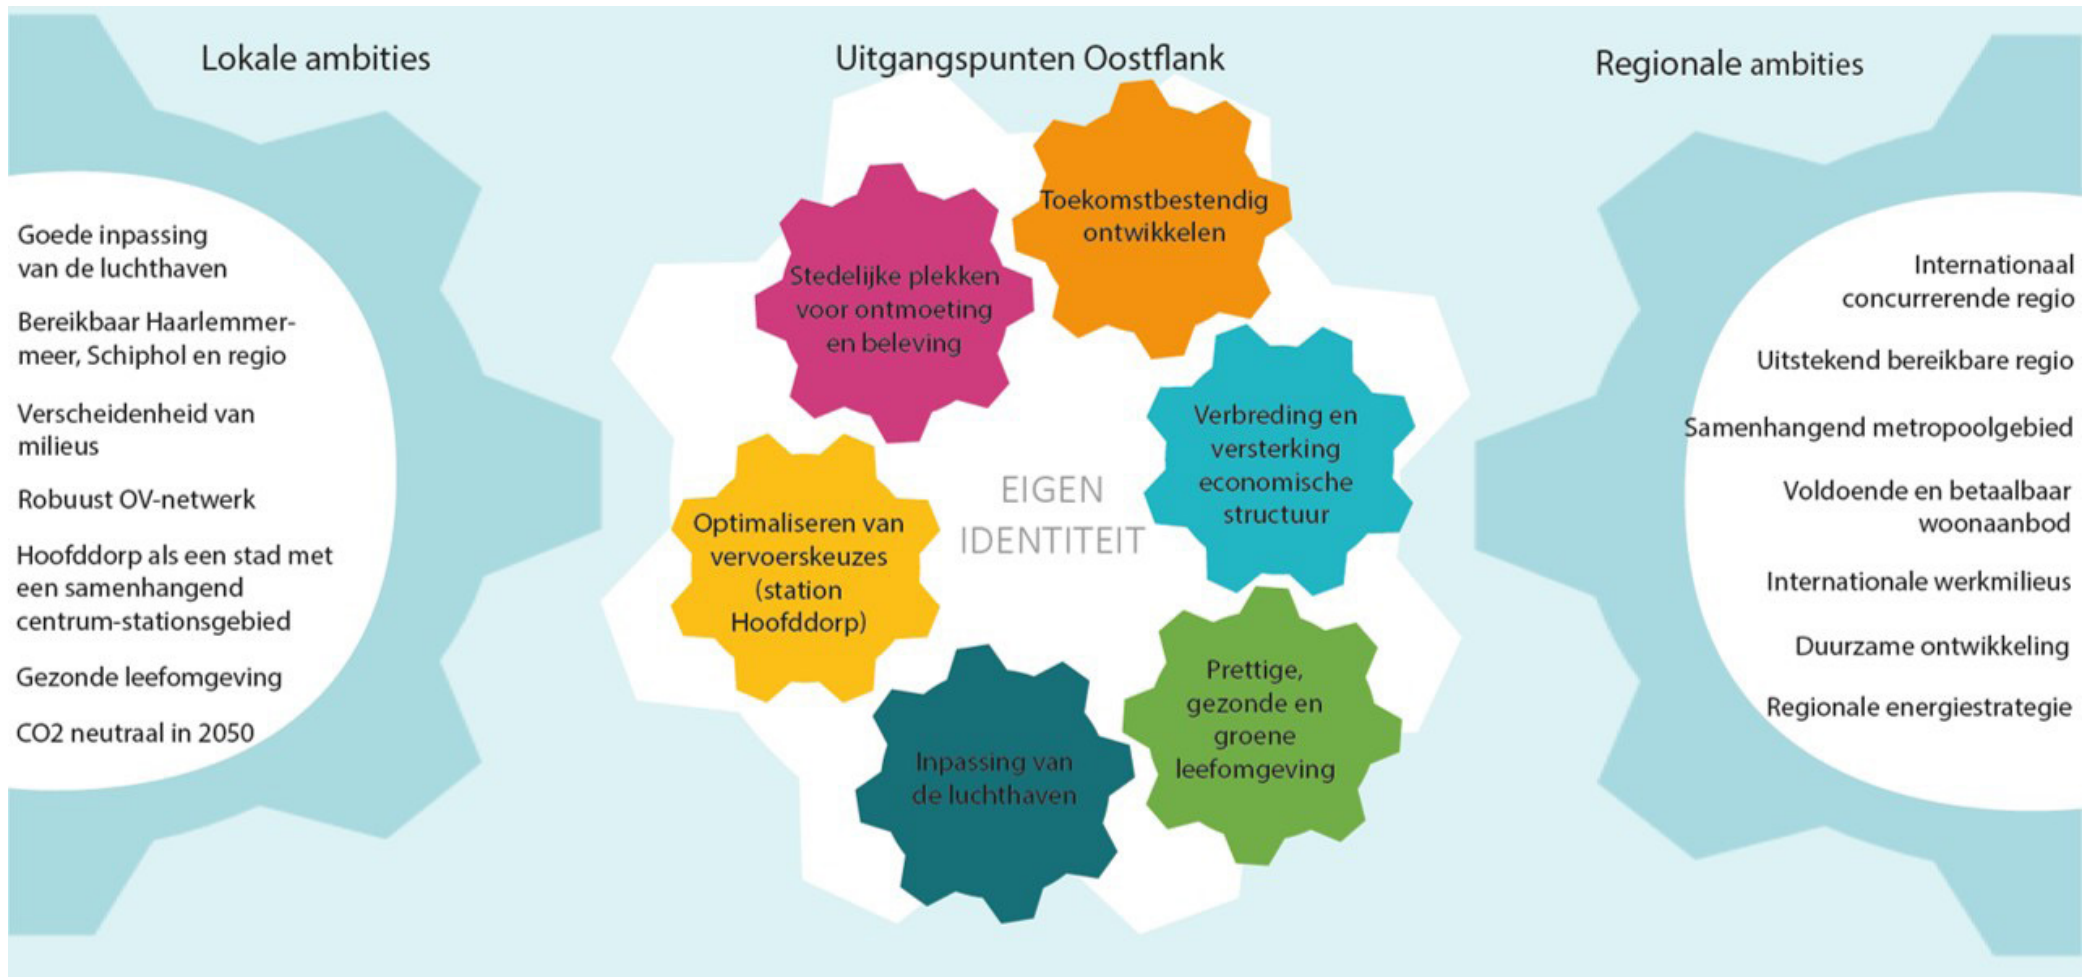 Lokale ambities
Goede inpassing
van de luchthaven
Bereikbaar Haarlemmer-
meer, Schiphol en regio
Verscheidenheid van
milieus
Robuust OV-netwerk
Hoofddorp als een stad met
een samenhangend
centrum-stationsgebied
Gezonde leefomgeving
CO2 neutraal in 2050
Uitgangspunten Oostflank
Toekomstbestendig
ontwikkelen
Stedelijke plekken
voor ontmoeting
en beleving
Verbreding en
versterking
economische
structuur
EIGEN
IDENTITEIT
Optimaliseren van
vervoerskeuzes
(station
Hoofddorp)
Prettige,
gezonde en
groene
leefomgeving
Inpassing van
de luchthaven
Regionale ambities
Internationaal
concurrerende regio
Uitstekend bereikbare regio
Samenhangend metropoolgebied
Voldoende en betaalbaar
woonaanbod
Internationale werkmilieus
Duurzame ontwikkeling
Regionale energiestrategie